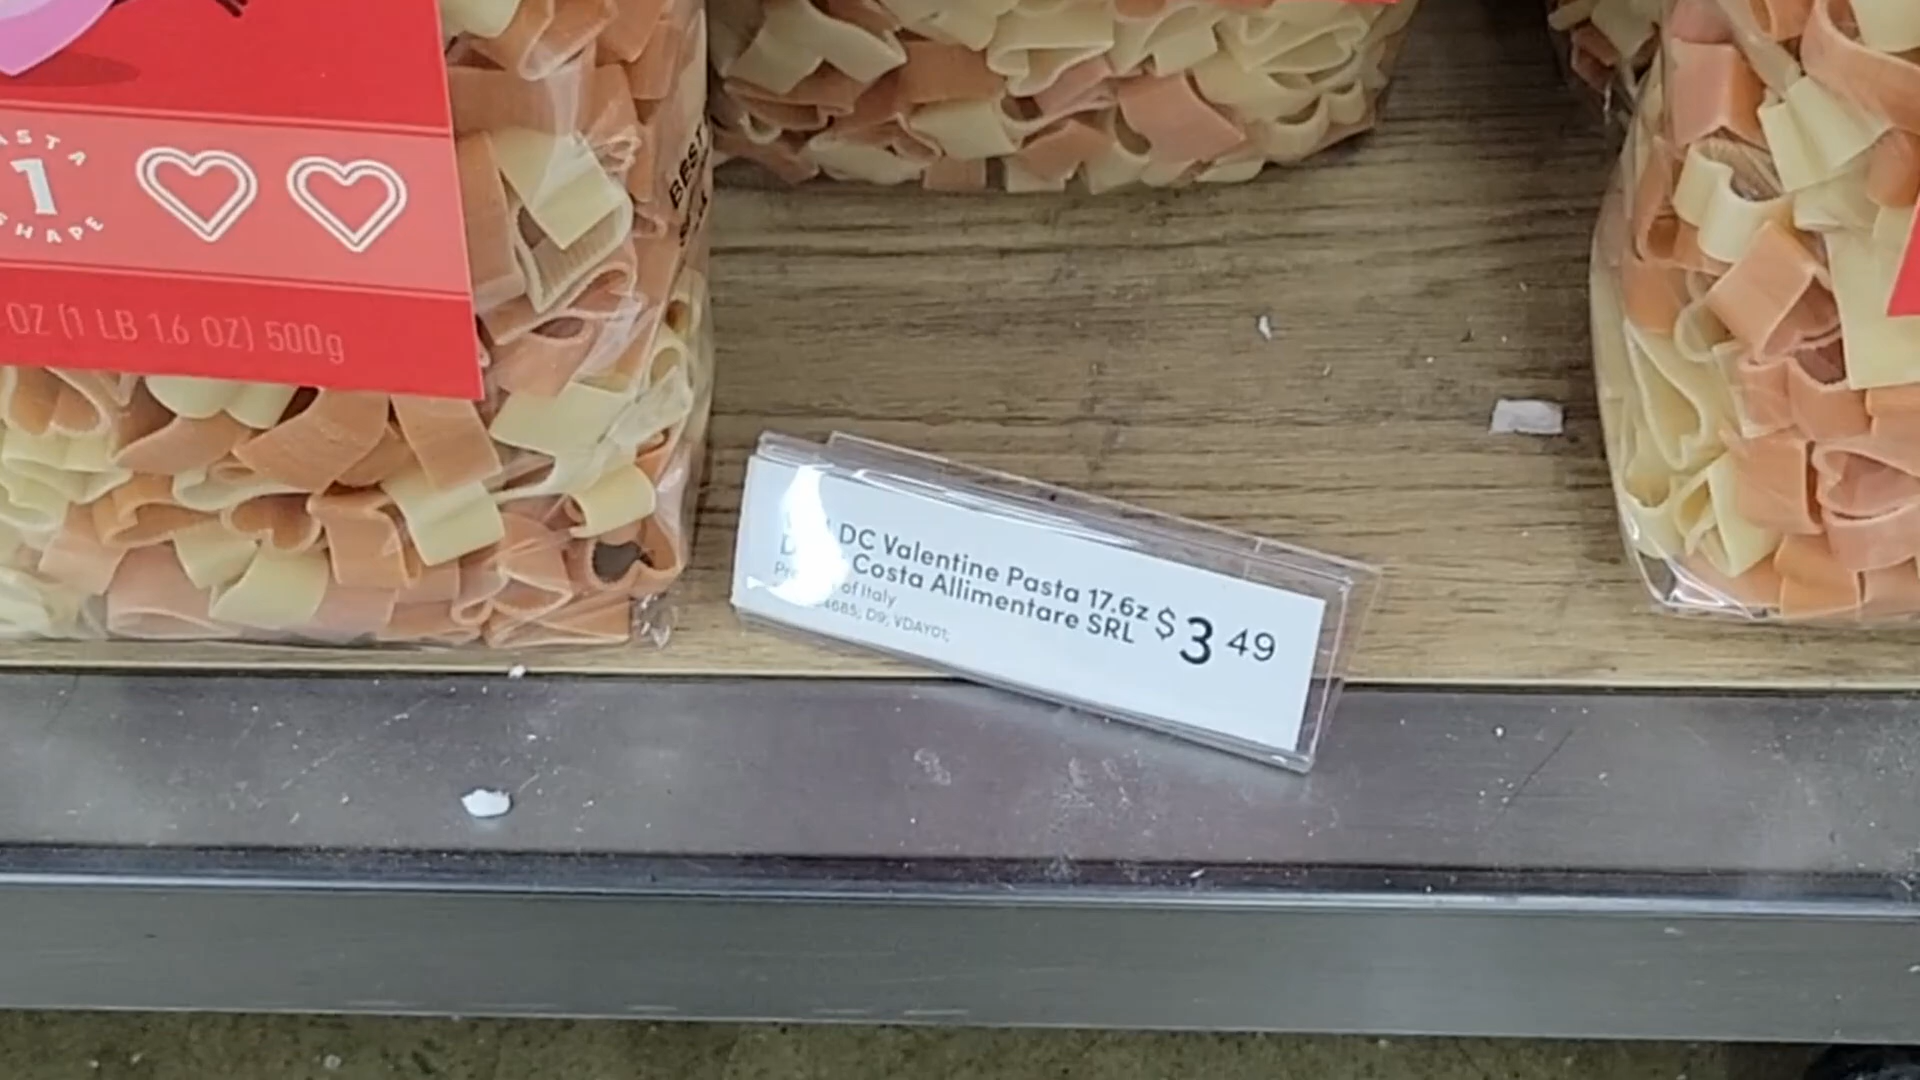 1
SHAPE
OZ (1 LB 1.6 OZ) 500g
BEST
DC Valentine Pasta 17.6z
Costa Allimentare SRL
of Italy
4685, D9, VDAY01,
$3 49